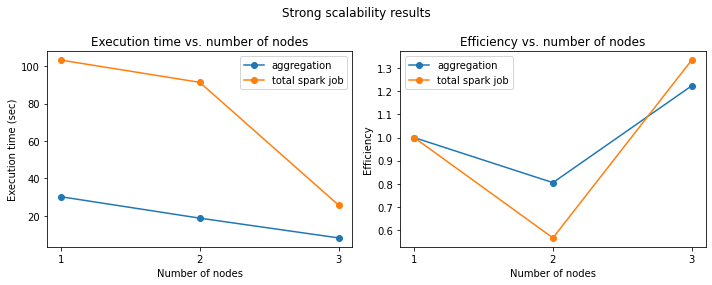 Strong scalability results
Execution time vs. number of nodes
Execution time (sec)
100
80
60
40
20
aggregation
total spark job
1
2
3
Number of nodes
Efficiency vs. number of nodes
Efficiency
1.3
1.2
1.1
1.0
0.9
0.8
0.7
0.6
aggregation
total spark job
1
2
3
Number of nodes